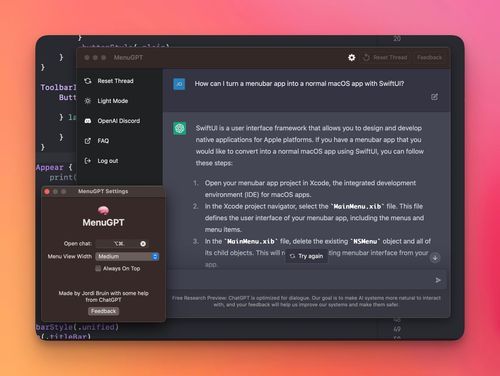 }
}
ToolbarI
Butt
} la
}
}
Appear {
print(
MenuGPT
Reset Thread
Feedback
Reset Thread
Light Mode
OpenAI Discord
FAQ
Log out
How can I turn a menubar app into a normal macOS app with SwiftUI?
SwiftUI is a user interface framework that allows you to design and develop
native applications for Apple platforms. If you have a menubar app that you
would like to convert into a normal macOS app using SwiftUI, you can follow
these steps:
1. Open your menubar app project in Xcode, the integrated development
environment (IDE) for macOS apps.
2. In the Xcode project navigator, select the `MainMenu.xib` file. This file
defines the user interface of your menubar app, including the menus and
menu items.
3. In the `MainMenu.xib` file, delete the existing `NSMenu` object and all of
its child objects. This will
ting menubar interface from your
app.
Try again
Free Research Preview: ChatGPT is optimized for dialogue. Our goal is to make AI systems more natural to interact
with, and your feedback will help us improve our systems and make them safer.
MenuGPT Settings
MenuGPT
Open chat: ⌥⌘.
Menu View Width Medium
Always On Top
Made by Jordi Bruin with some help
from ChatGPT
Feedback
barStyle(.unified)
(.titleBar)
20
48
49
50